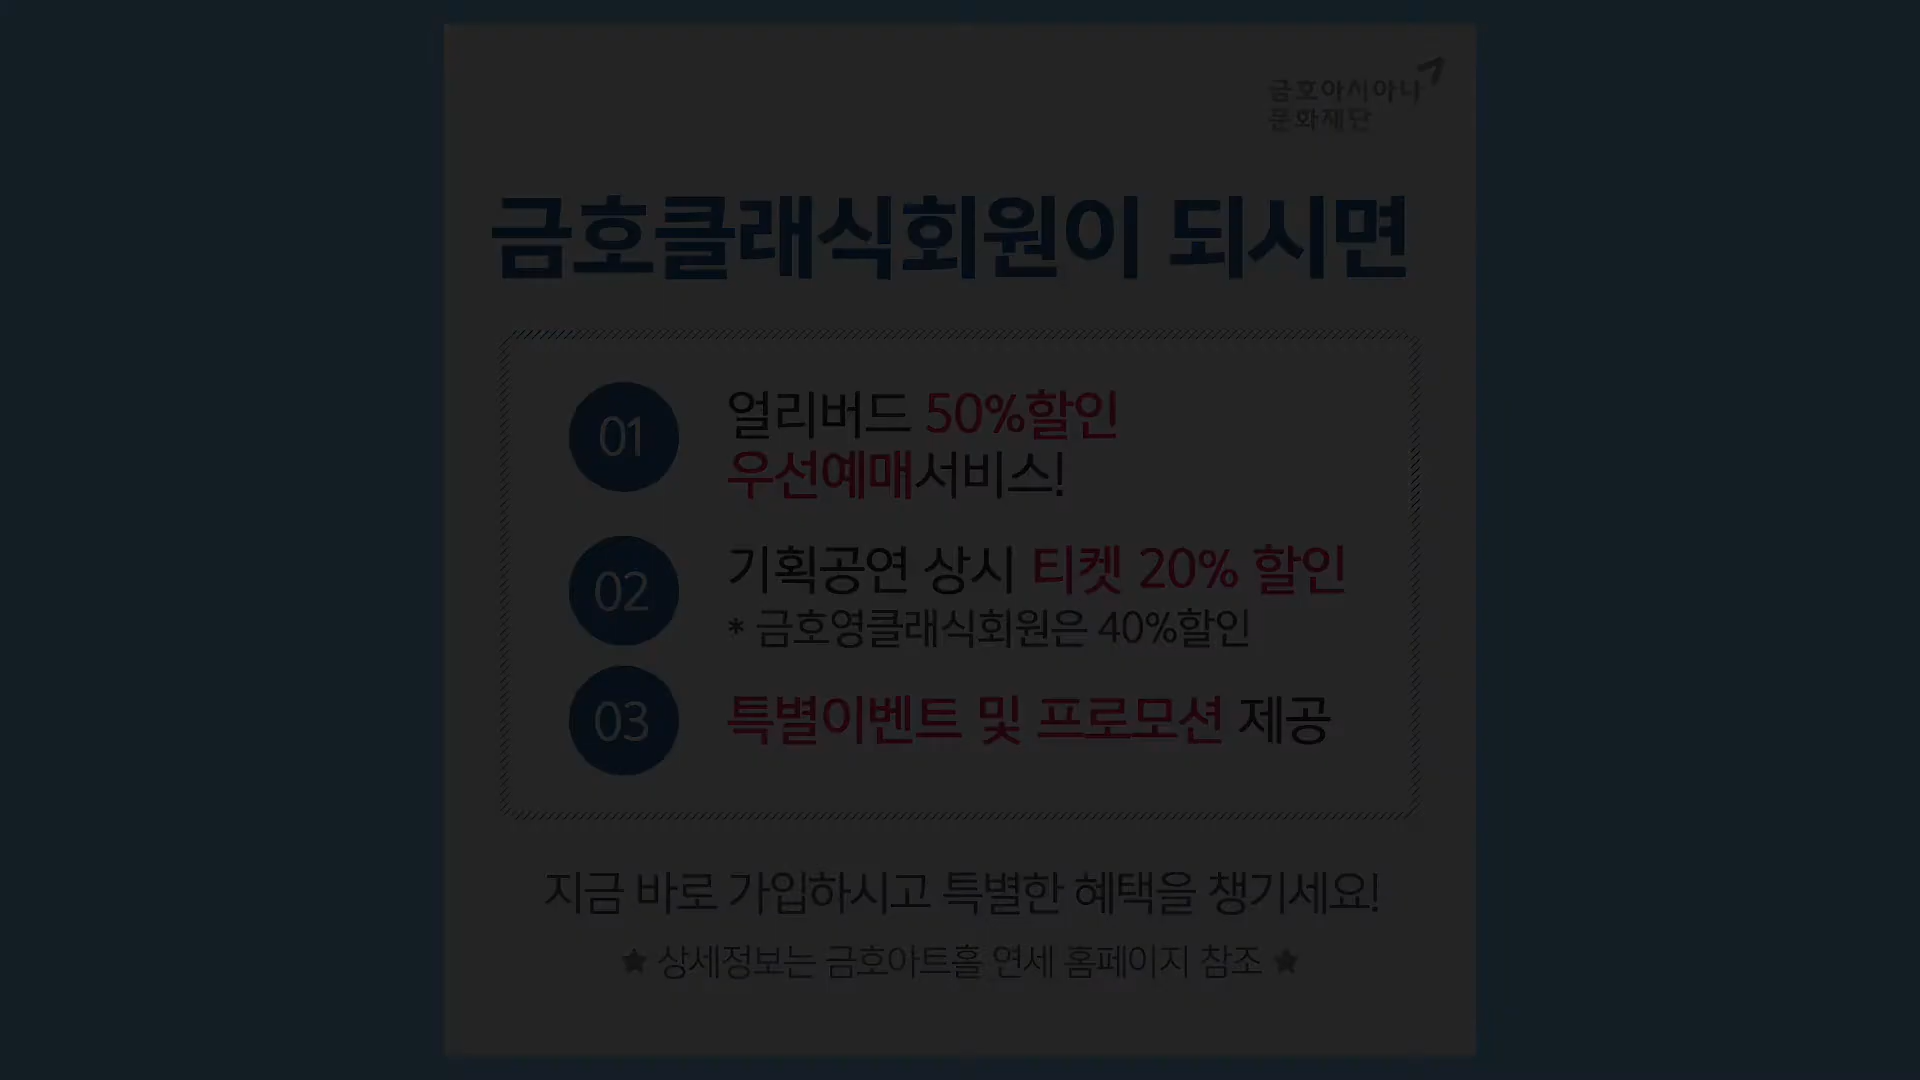 금호아시아나
문화재단
금호클래식회원이 되시면
01
얼리버드 50%할인
우선예매서비스!
02
기획공연 상시 티켓 20% 할인
* 금호영클래식회원은 40%할인
03
특별이벤트 및 프로모션 제공
지금 바로 가입하시고 특별한 혜택을 챙기세요!
★ 상세정보는 금호아트홀 연세 홈페이지 참조 ★